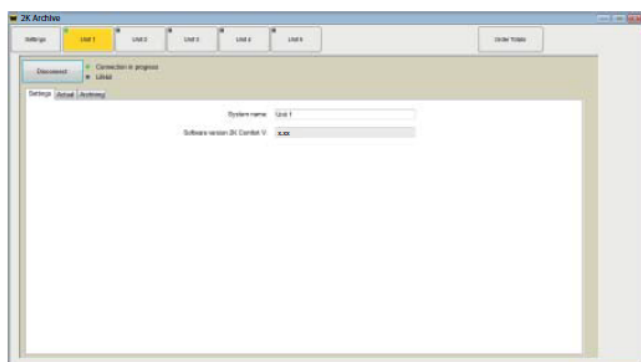 2K Archive
Settings Unit 1 Unit 2 Unit 3 Unit 4 Unit 5 Order Totals
Disconnect Connection in progress
Linked
Settings Actual Archiving
System name: Unit 1
Software version 2K Comfort V: x.xx